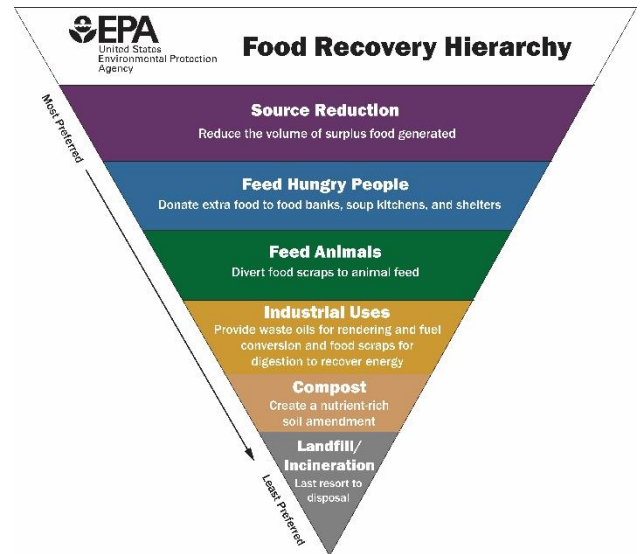 EPA
United States
Environmental Protection
Agency
Food Recovery Hierarchy
Most Preferred
Source Reduction
Reduce the volume of surplus food generated
Feed Hungry People
Donate extra food to food banks, soup kitchens, and shelters
Feed Animals
Divert food scraps to animal feed
Industrial Uses
Provide waste oils for rendering and fuel
conversion and food scraps for
digestion to recover energy
Compost
Create a nutrient-rich
soil amendment
Landfill/
Incineration
Last resort to
disposal
Least Preferred